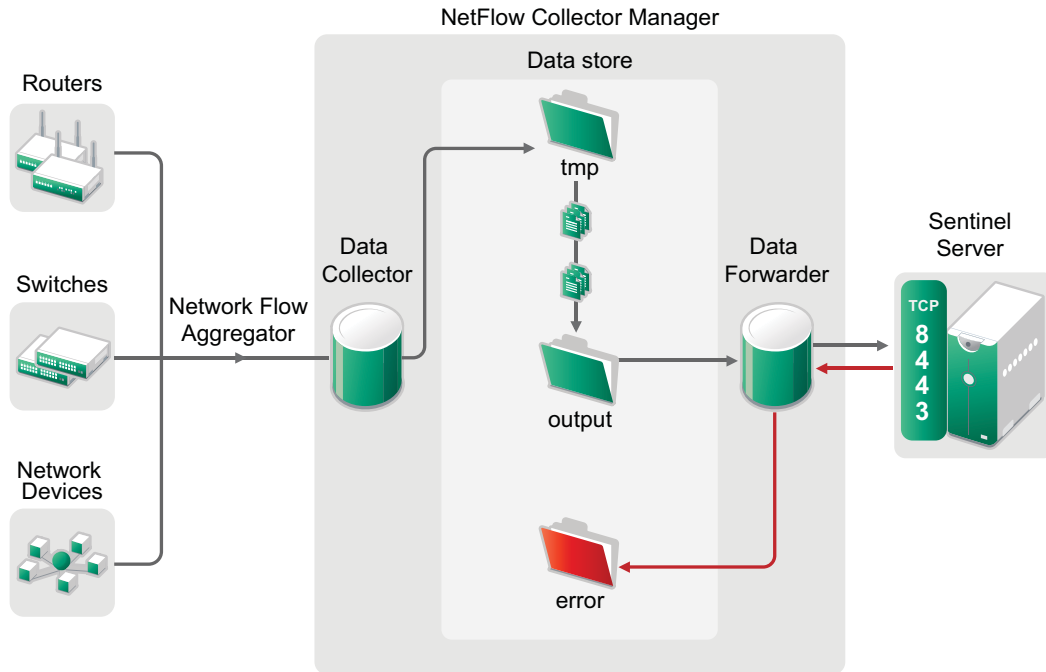 NetFlow Collector Manager
Data store
Routers
tmp
Data
Collector
Data
Forwarder
Sentinel
Server
Switches
Network Flow
Aggregator
TCP
8
4
4
3
output
Network
Devices
error